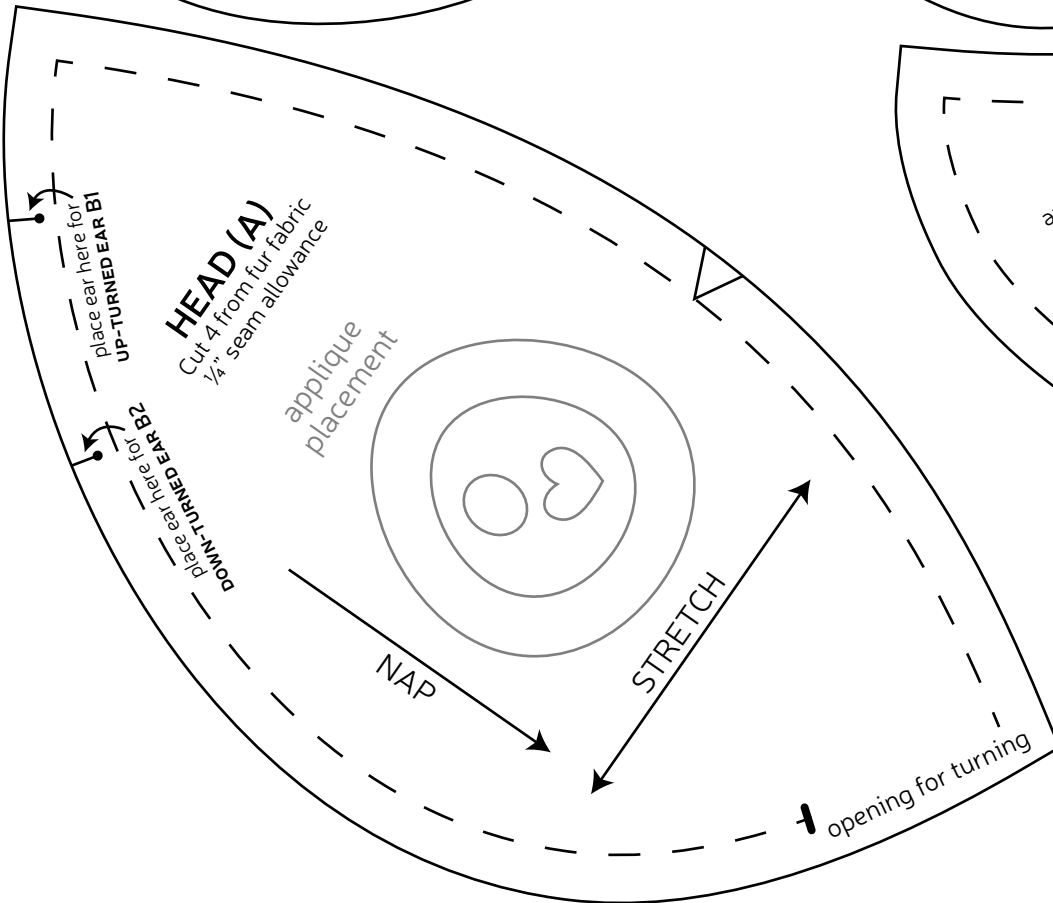 HEAD (A)
Cut 4 from fur fabric
¼” seam allowance
place ear here for
UP-TURNED EAR B1
place ear here for
DOWN-TURNED EAR B2
applique
placement
NAP
STRETCH
opening for turning